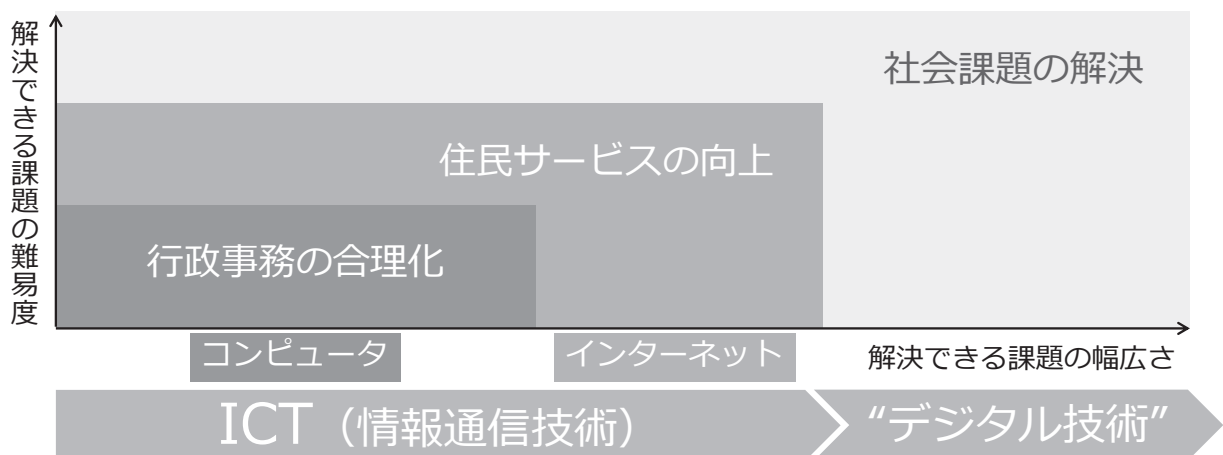 解決できる課題の難易度
社会課題の解決
住民サービスの向上
行政事務の合理化
コンピュータ
インターネット
解決できる課題の幅広さ
ICT（情報通信技術）
“デジタル技術”